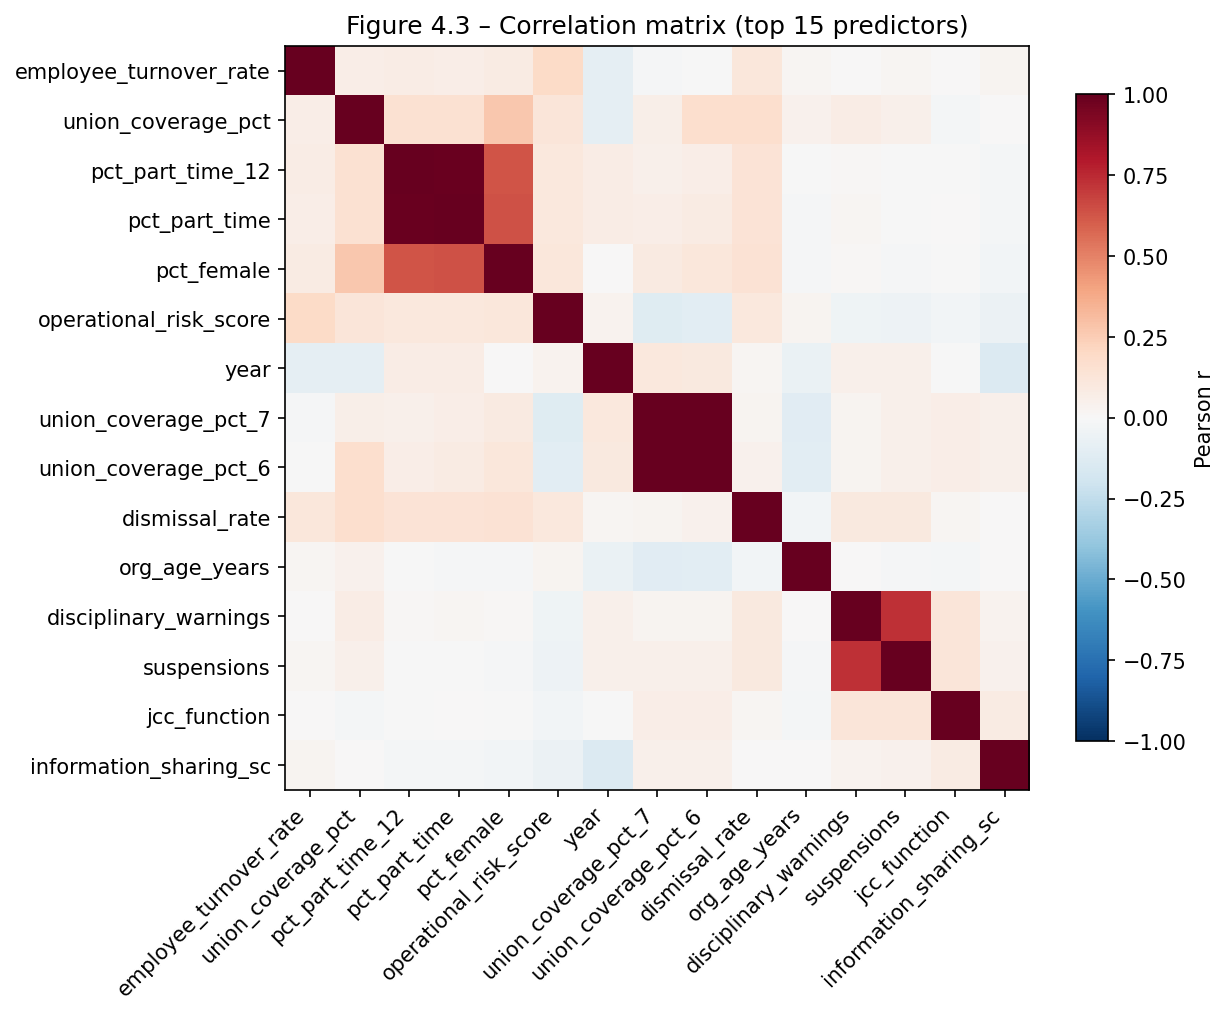 Figure 4.3 – Correlation matrix (top 15 predictors)
employee_turnover_rate
union_coverage_pct
pct_part_time_12
pct_part_time
pct_female
operational_risk_score
year
union_coverage_pct_7
union_coverage_pct_6
dismissal_rate
org_age_years
disciplinary_warnings
suspensions
jcc_function
information_sharing_sc
employee_turnover_rate
union_coverage_pct
pct_part_time_12
pct_part_time
pct_female
operational_risk_score
year
union_coverage_pct_7
union_coverage_pct_6
dismissal_rate
org_age_years
disciplinary_warnings
suspensions
jcc_function
information_sharing_sc
1.00
0.75
0.50
0.25
0.00
−0.25
−0.50
−0.75
−1.00
Pearson r